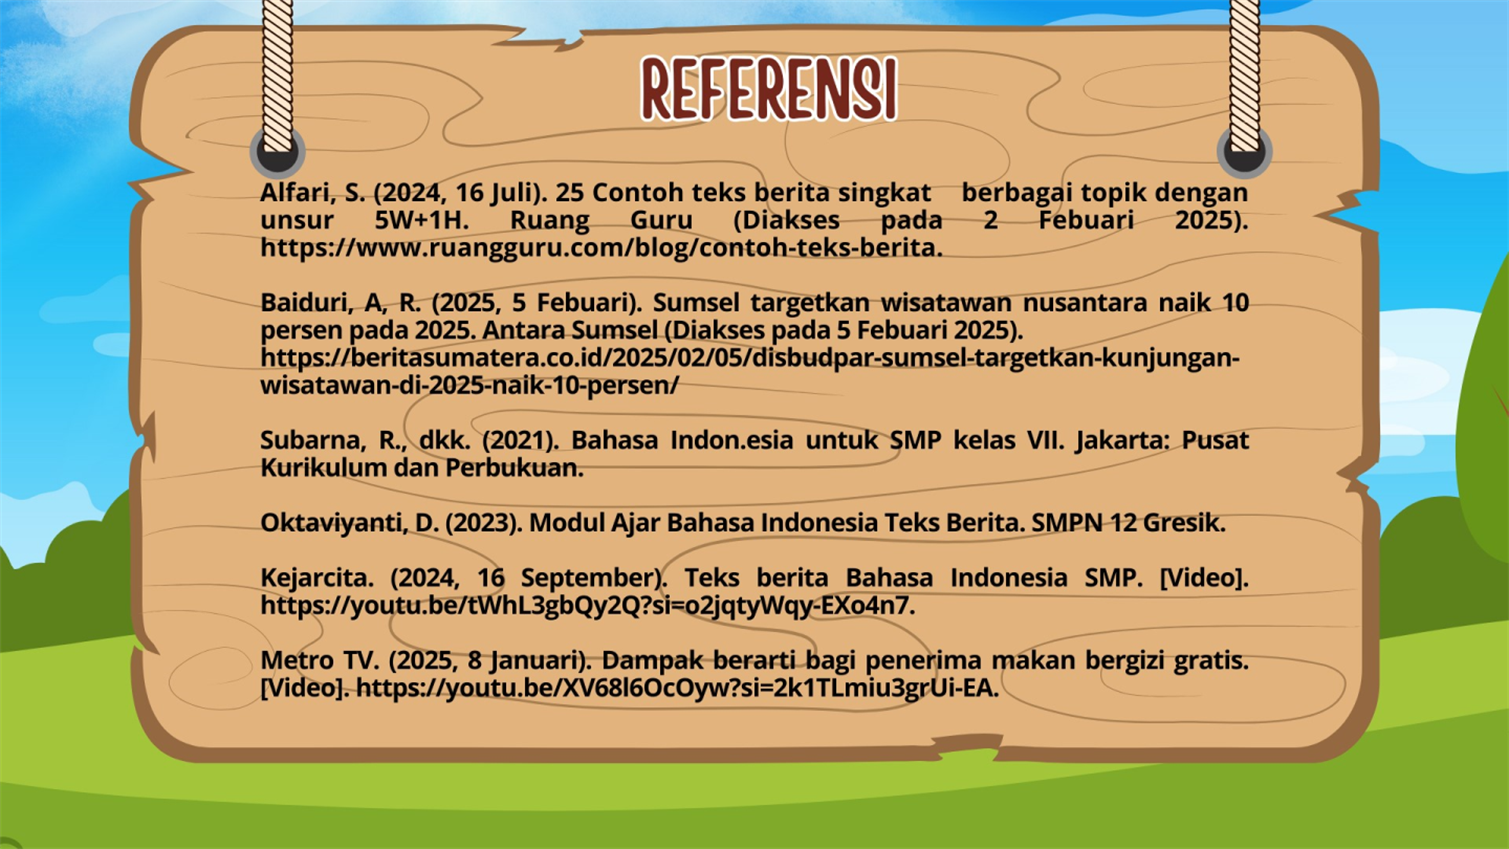 REFERENSI
Alfari, S. (2024, 16 Juli). 25 Contoh teks berita singkat berbagai topik dengan
unsur 5W+1H. Ruang Guru (Diakses pada 2 Febuari 2025).
https://www.ruangguru.com/blog/contoh-teks-berita.
Baiduri, A, R. (2025, 5 Febuari). Sumsel targetkan wisatawan nusantara naik 10
persen pada 2025. Antara Sumsel (Diakses pada 5 Febuari 2025).
https://beritasumatera.co.id/2025/02/05/disbudpar-sumsel-targetkan-kunjungan-
wisatawan-di-2025-naik-10-persen/
Subarna, R., dkk. (2021). Bahasa Indon.esia untuk SMP kelas VII. Jakarta: Pusat
Kurikulum dan Perbukuan.
Oktaviyanti, D. (2023). Modul Ajar Bahasa Indonesia Teks Berita. SMPN 12 Gresik.
Kejarcita. (2024, 16 September). Teks berita Bahasa Indonesia SMP. [Video].
https://youtu.be/tWhL3gbQy2Q?si=o2jqtyWqy-EXo4n7.
Metro TV. (2025, 8 Januari). Dampak berarti bagi penerima makan bergizi gratis.
[Video]. https://youtu.be/XV68l6OcOyw?si=2k1TLmiu3grUi-EA.